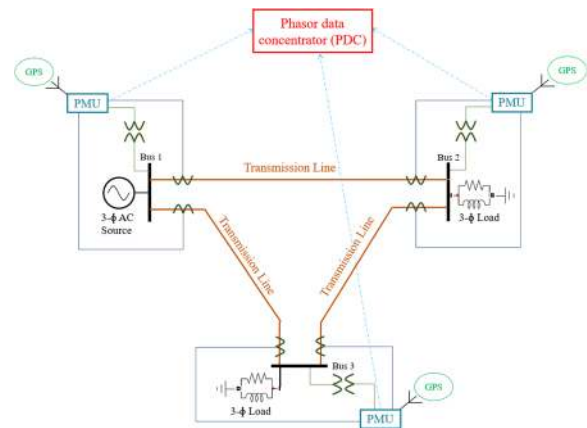 Phasor data
concentrator (PDC)
GPS
PMU
GPS
PMU
Bus 1
Bus 2
Transmission Line
3-ϕ AC
Source
3-ϕ Load
Transmission Line
Transmission Line
Bus 3
3-ϕ Load
GPS
PMU